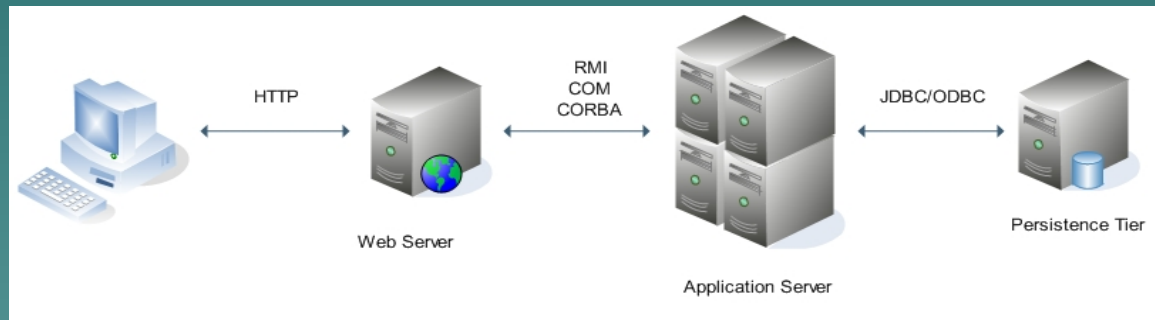 HTTP
RMI
COM
CORBA
JDBC/ODBC
Web Server
Application Server
Persistence Tier